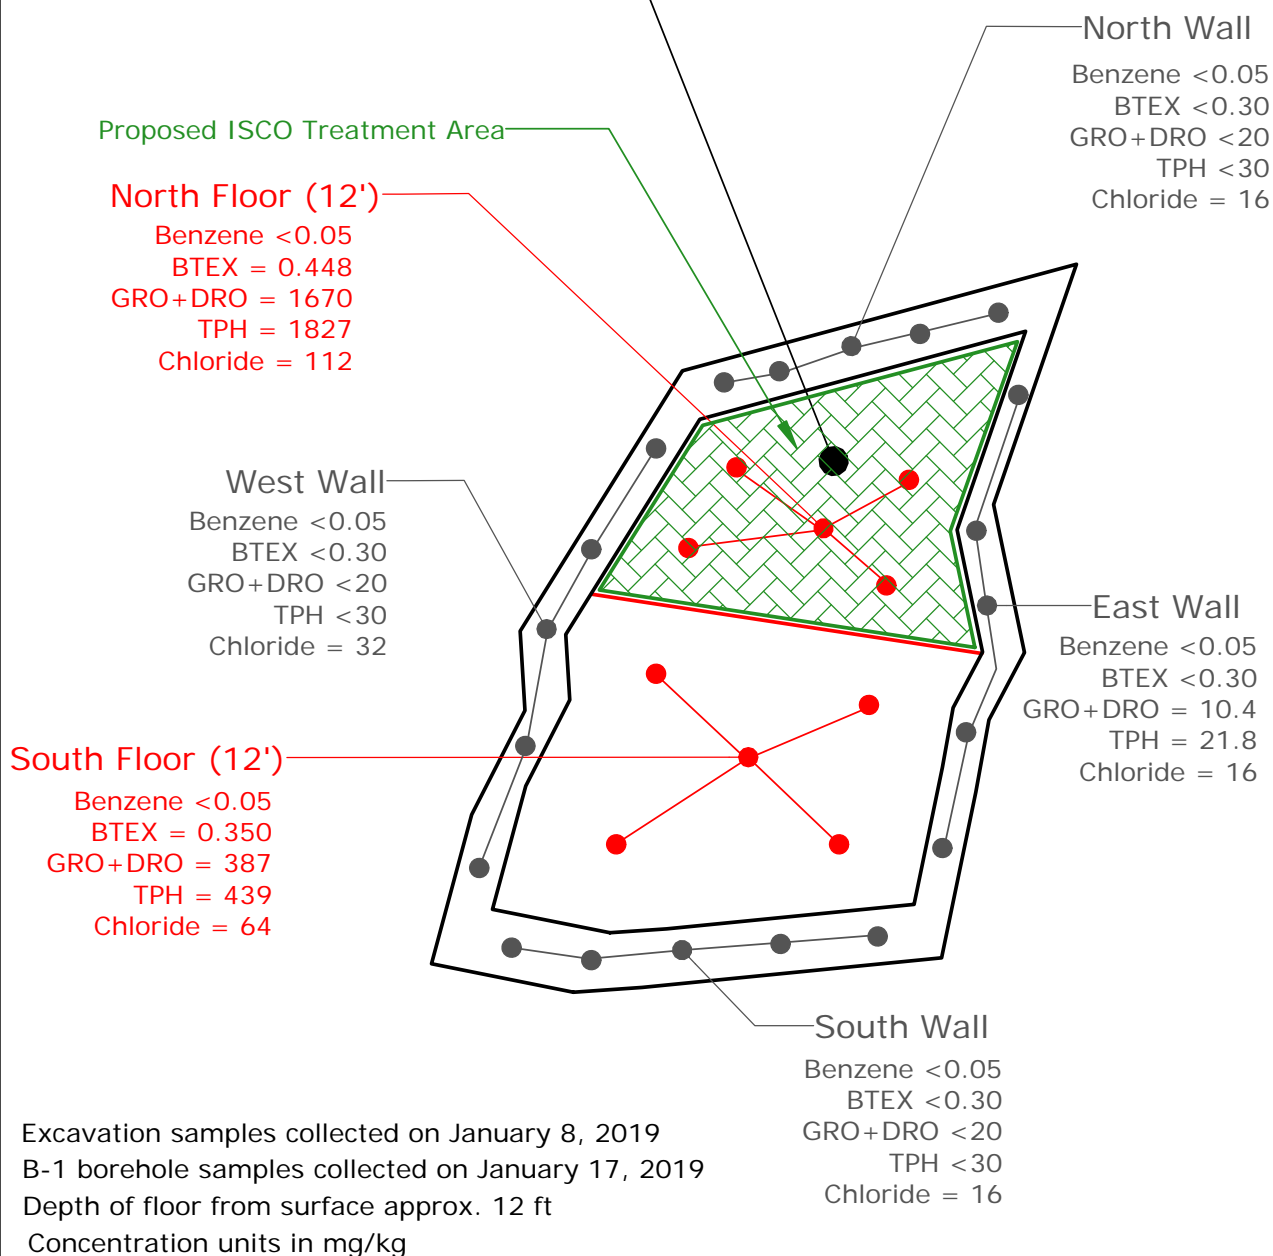 North Wall
Benzene <0.05
BTEX <0.30
GRO+DRO <20
TPH <30
Chloride = 16
Proposed ISCO Treatment Area
North Floor (12')
Benzene <0.05
BTEX = 0.448
GRO+DRO = 1670
TPH = 1827
Chloride = 112
West Wall
Benzene <0.05
BTEX <0.30
GRO+DRO <20
TPH <30
Chloride = 32
East Wall
Benzene <0.05
BTEX <0.30
GRO+DRO = 10.4
TPH = 21.8
Chloride = 16
South Floor (12')
Benzene <0.05
BTEX = 0.350
GRO+DRO = 387
TPH = 439
Chloride = 64
South Wall
Benzene <0.05
BTEX <0.30
GRO+DRO <20
TPH <30
Chloride = 16
Excavation samples collected on January 8, 2019
B-1 borehole samples collected on January 17, 2019
Depth of floor from surface approx. 12 ft
Concentration units in mg/kg